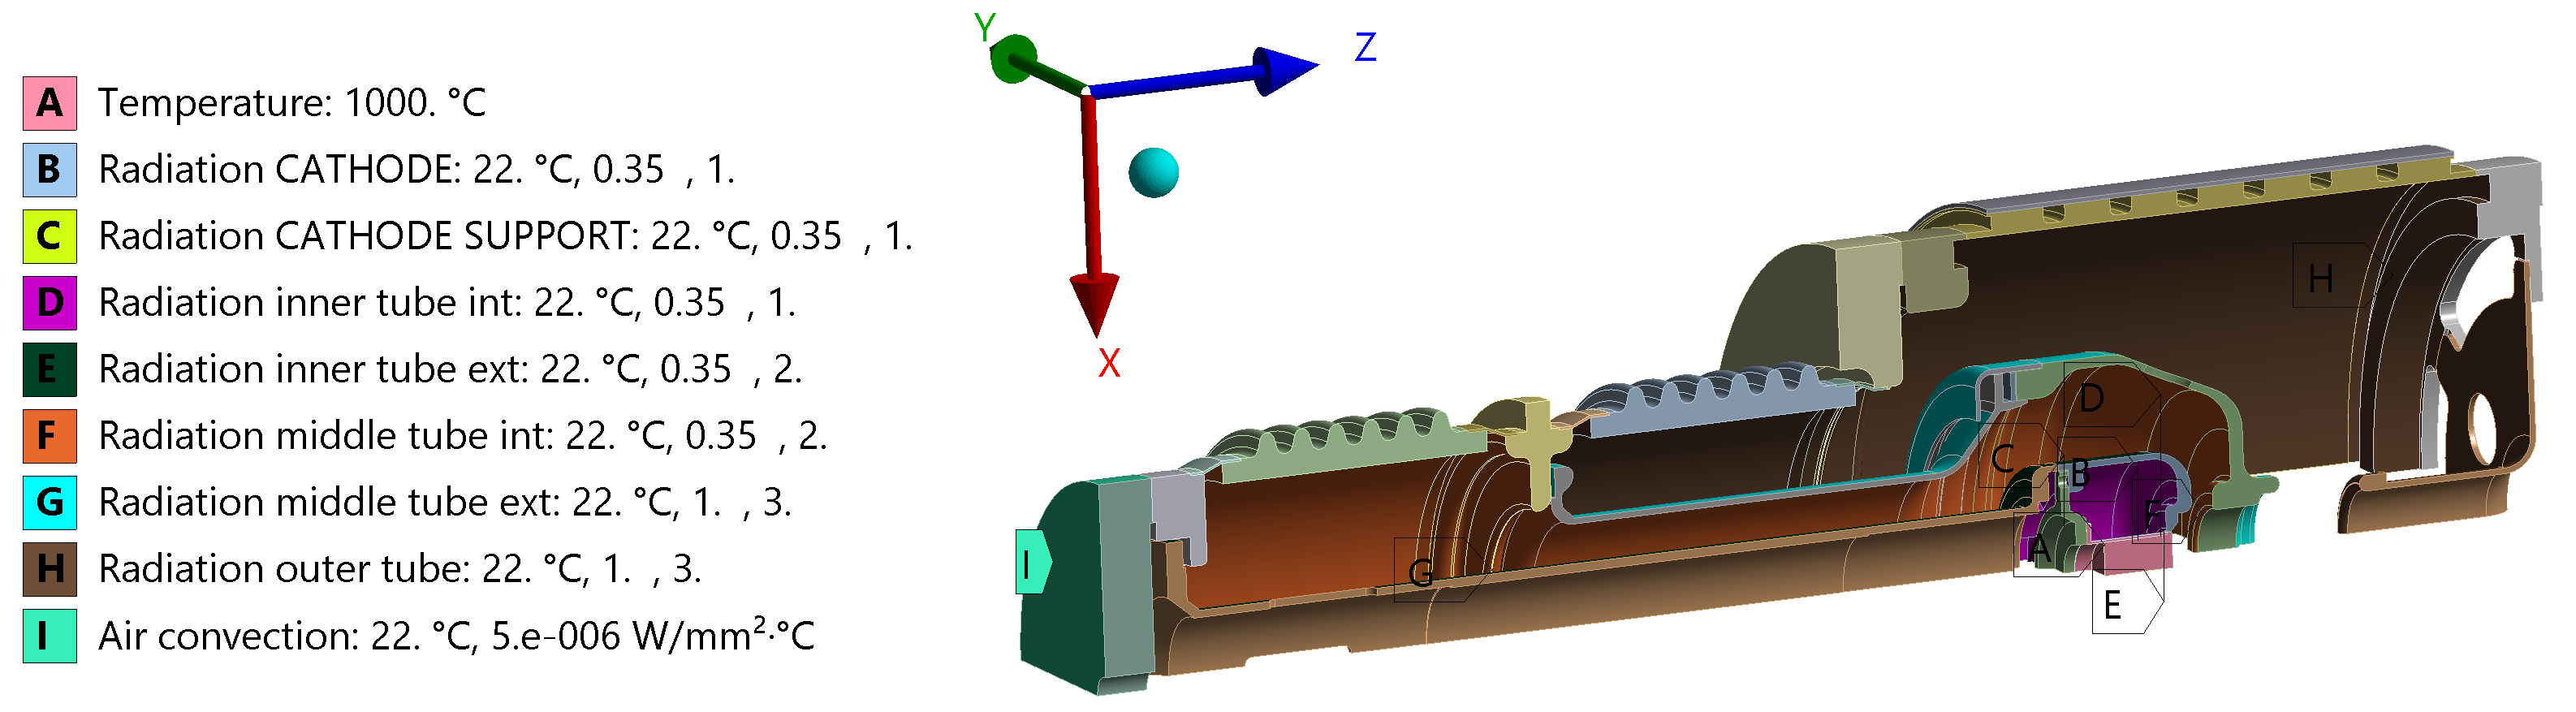 A Temperature: 1000. °C
B Radiation CATHODE: 22. °C, 0.35 , 1.
C Radiation CATHODE SUPPORT: 22. °C, 0.35 , 1.
D Radiation inner tube int: 22. °C, 0.35 , 1.
E Radiation inner tube ext: 22. °C, 0.35 , 2.
F Radiation middle tube int: 22. °C, 0.35 , 2.
G Radiation middle tube ext: 22. °C, 1. , 3.
H Radiation outer tube: 22. °C, 1. , 3.
I Air convection: 22. °C, 5.e-006 W/mm²·°C
Y
Z
X
H
D
C
B
F
A
I
G
E